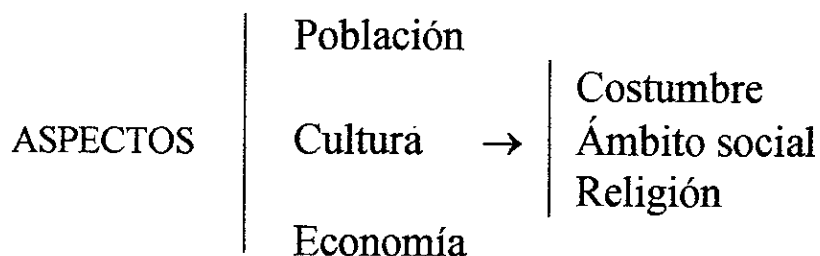 Población
Costumbre
ASPECTOS Cultura → Ámbito social
Religión
Economía